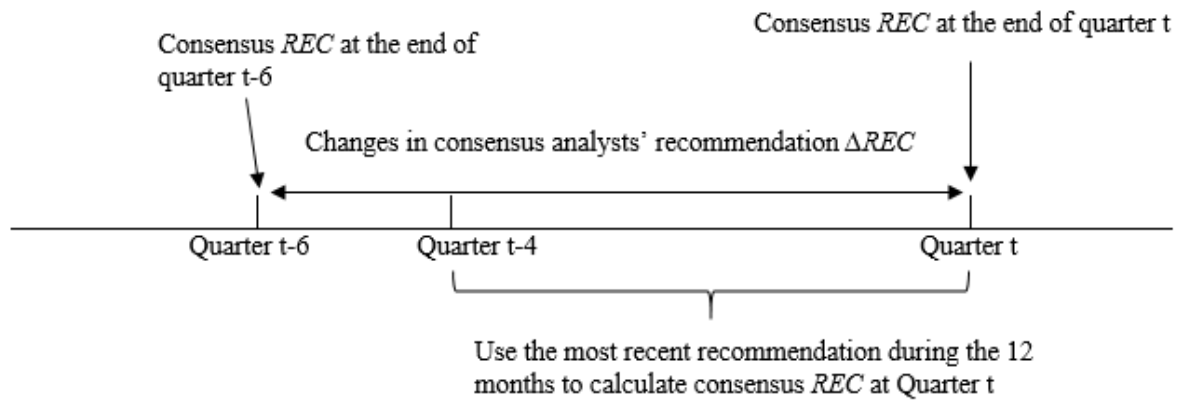 Consensus REC at the end of quarter t
Consensus REC at the end of
quarter t-6
Changes in consensus analysts’ recommendation ΔREC
Quarter t-6
Quarter t-4
Quarter t
Use the most recent recommendation during the 12
months to calculate consensus REC at Quarter t